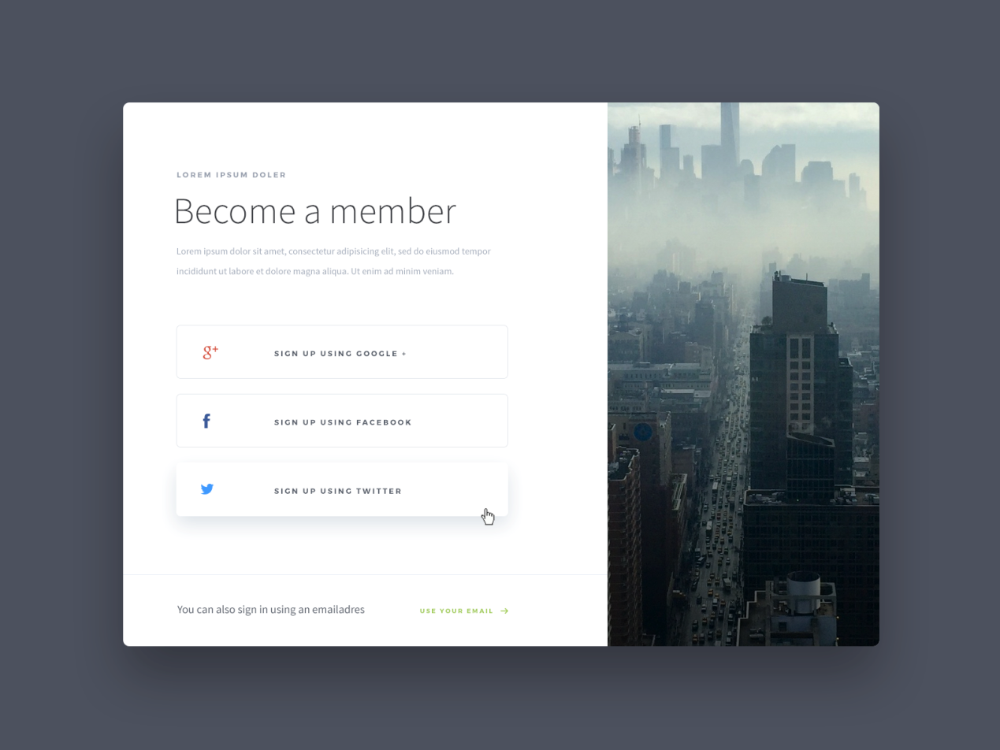 LOREM IPSUM DOLER
Become a member
Lorem ipsum dolor sit amet, consectetur adipisicing elit, sed do eiusmod tempor
incididunt ut labore et dolore magna aliqua. Ut enim ad minim veniam.
g+ SIGN UP USING GOOGLE +
f SIGN UP USING FACEBOOK
SIGN UP USING TWITTER
You can also sign in using an emailadres USE YOUR EMAIL →